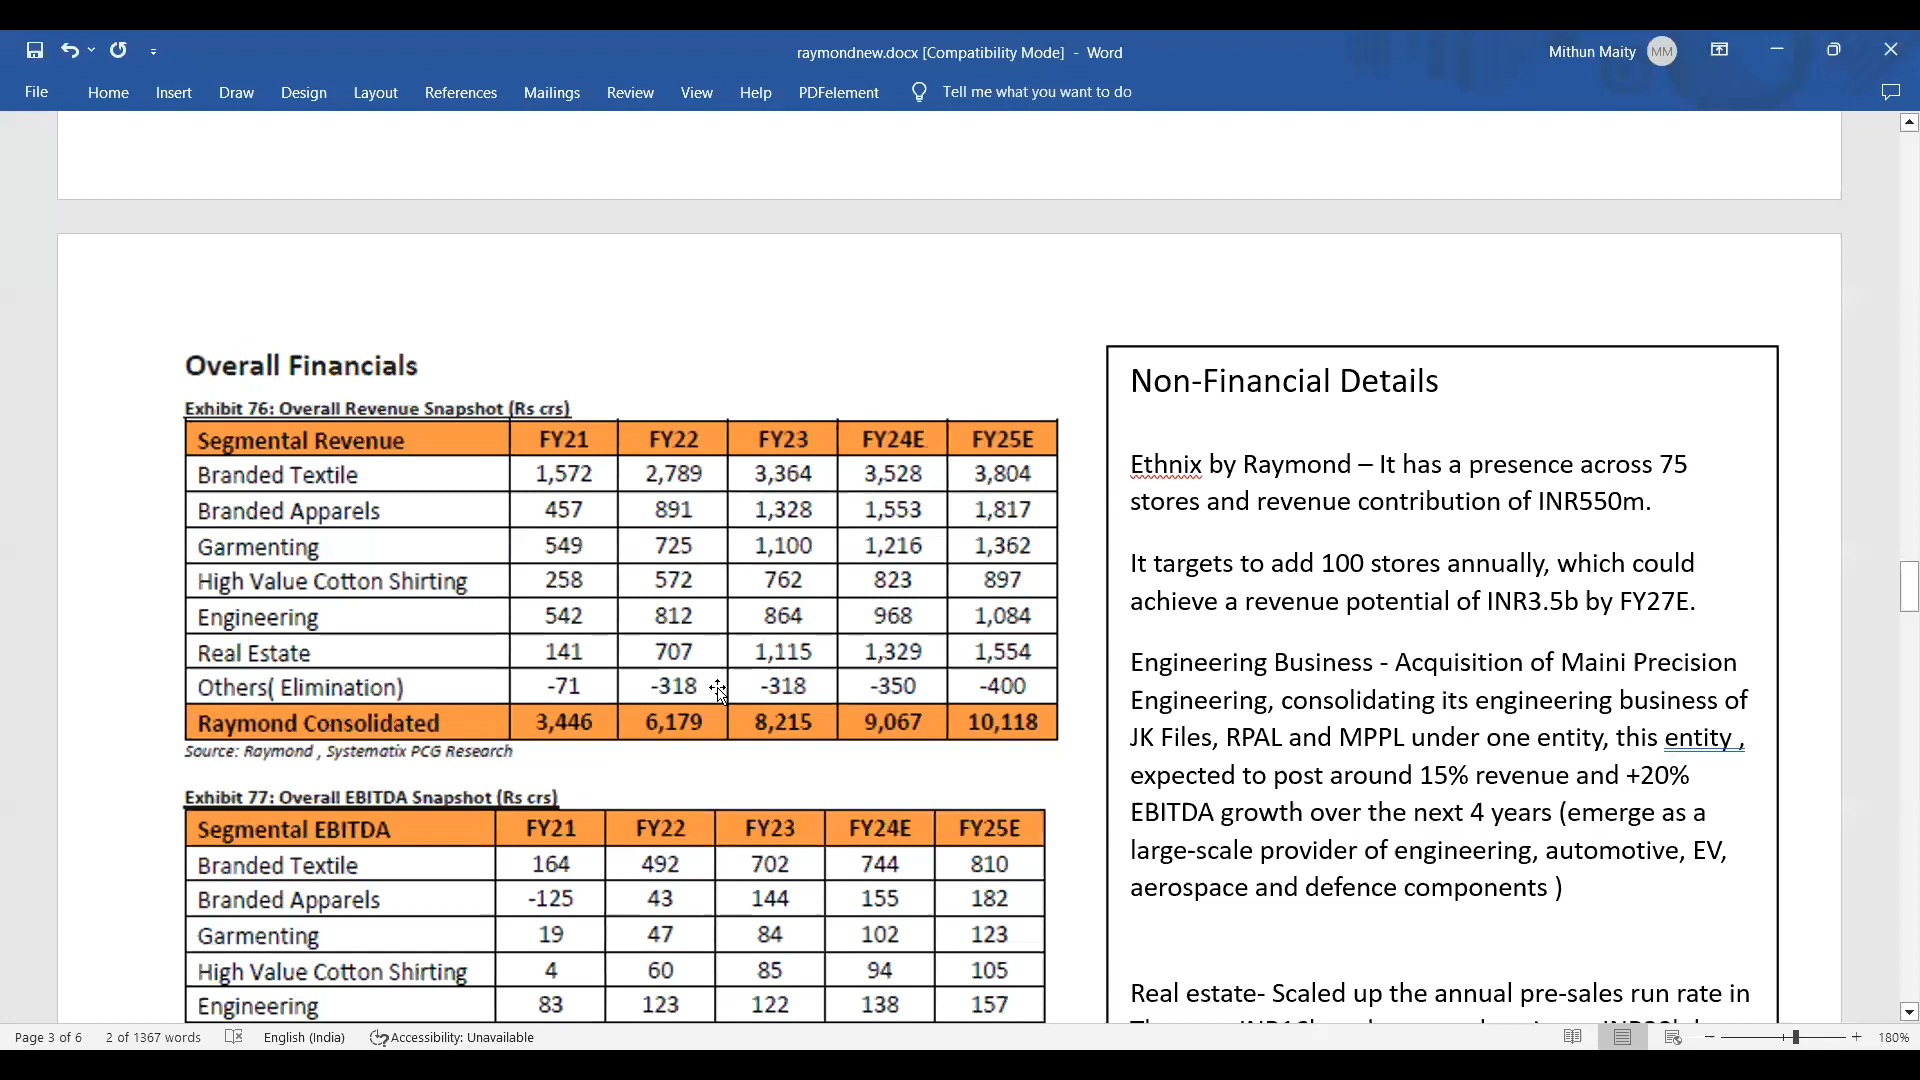 raymondnew.docx [Compatibility Mode] - Word
Mithun Maity MM
File Home Insert Draw Design Layout References Mailings Review View Help PDFelement Tell me what you want to do
Overall Financials
Exhibit 76: Overall Revenue Snapshot (Rs crs)
Segmental Revenue FY21 FY22 FY23 FY24E FY25E
Branded Textile 1,572 2,789 3,364 3,528 3,804
Branded Apparels 457 891 1,328 1,553 1,817
Garmenting 549 725 1,100 1,216 1,362
High Value Cotton Shirting 258 572 762 823 897
Engineering 542 812 864 968 1,084
Real Estate 141 707 1,115 1,329 1,554
Others( Elimination) -71 -318 -318 -350 -400
Raymond Consolidated 3,446 6,179 8,215 9,067 10,118
Source: Raymond , Systematix PCG Research
Exhibit 77: Overall EBITDA Snapshot (Rs crs)
Segmental EBITDA FY21 FY22 FY23 FY24E FY25E
Branded Textile 164 492 702 744 810
Branded Apparels -125 43 144 155 182
Garmenting 19 47 84 102 123
High Value Cotton Shirting 4 60 85 94 105
Engineering 83 123 122 138 157
Non-Financial Details
Ethnix by Raymond – It has a presence across 75
stores and revenue contribution of INR550m.
It targets to add 100 stores annually, which could
achieve a revenue potential of INR3.5b by FY27E.
Engineering Business - Acquisition of Maini Precision
Engineering, consolidating its engineering business of
JK Files, RPAL and MPPL under one entity, this entity ,
expected to post around 15% revenue and +20%
EBITDA growth over the next 4 years (emerge as a
large-scale provider of engineering, automotive, EV,
aerospace and defence components )
Real estate- Scaled up the annual pre-sales run rate in
Page 3 of 6 2 of 1367 words English (India) Accessibility: Unavailable 180%